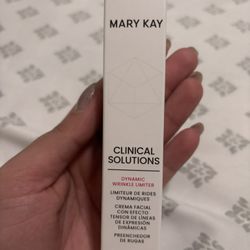 MARY KAY
CLINICAL
SOLUTIONS
DYNAMIC
WRINKLE LIMITER
LIMITEUR DE RIDES
DYNAMIQUES
CREMA FACIAL
CON EFECTO
TENSOR DE LÍNEAS
DE EXPRESIÓN
DINÁMICAS
PREENCHEDOR
DE RUGAS